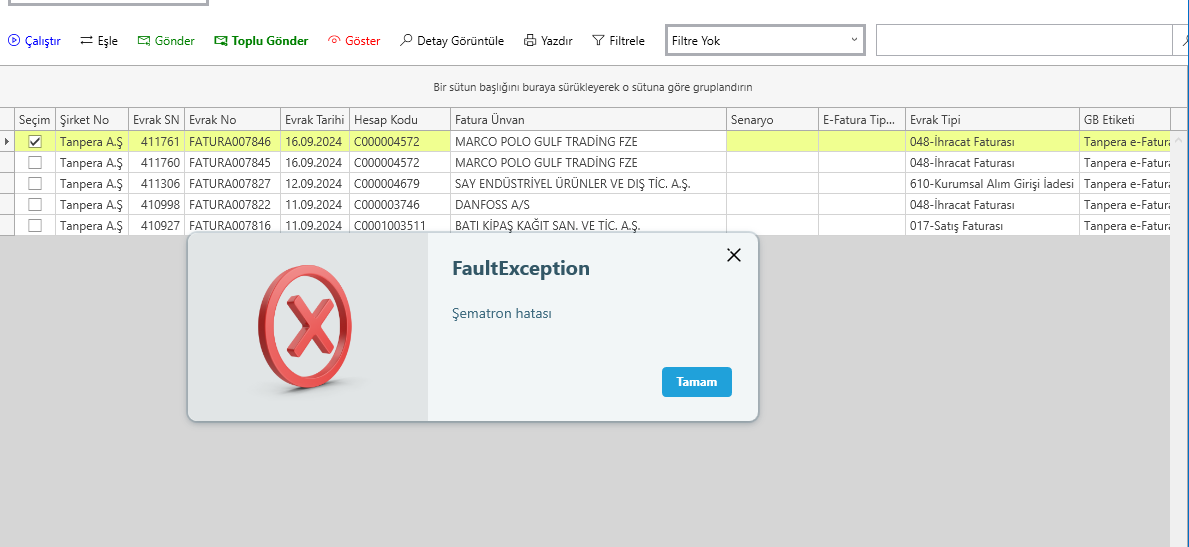 Çalıştır Eşle Gönder Toplu Gönder Göster Detay Görüntüle Yazdır Filtrele Filtre Yok
Bir sütun başlığını buraya sürükleyerek o sütuna göre gruplandırın
Seçim Şirket No Evrak SN Evrak No Evrak Tarihi Hesap Kodu Fatura Ünvan Senaryo E-Fatura Tip... Evrak Tipi GB Etiketi
Tanpera A.Ş 411761 FATURA007846 16.09.2024 C000004572 MARCO POLO GULF TRADİNG FZE 048-İhracat Faturası Tanpera e-Fatura
Tanpera A.Ş 411760 FATURA007845 16.09.2024 C000004572 MARCO POLO GULF TRADİNG FZE 048-İhracat Faturası Tanpera e-Fatura
Tanpera A.Ş 411306 FATURA007827 12.09.2024 C000004679 SAY ENDÜSTRİYEL ÜRÜNLER VE DIŞ TİC. A.Ş. 610-Kurumsal Alım Girişi İadesi Tanpera e-Fatura
Tanpera A.Ş 410998 FATURA007822 11.09.2024 C000003746 DANFOSS A/S 048-İhracat Faturası Tanpera e-Fatura
Tanpera A.Ş 410927 FATURA007816 11.09.2024 C0001003511 BATI KİPAŞ KAĞIT SAN. VE TİC. A.Ş. 017-Satış Faturası Tanpera e-Fatura
FaultException
Şematron hatası
Tamam